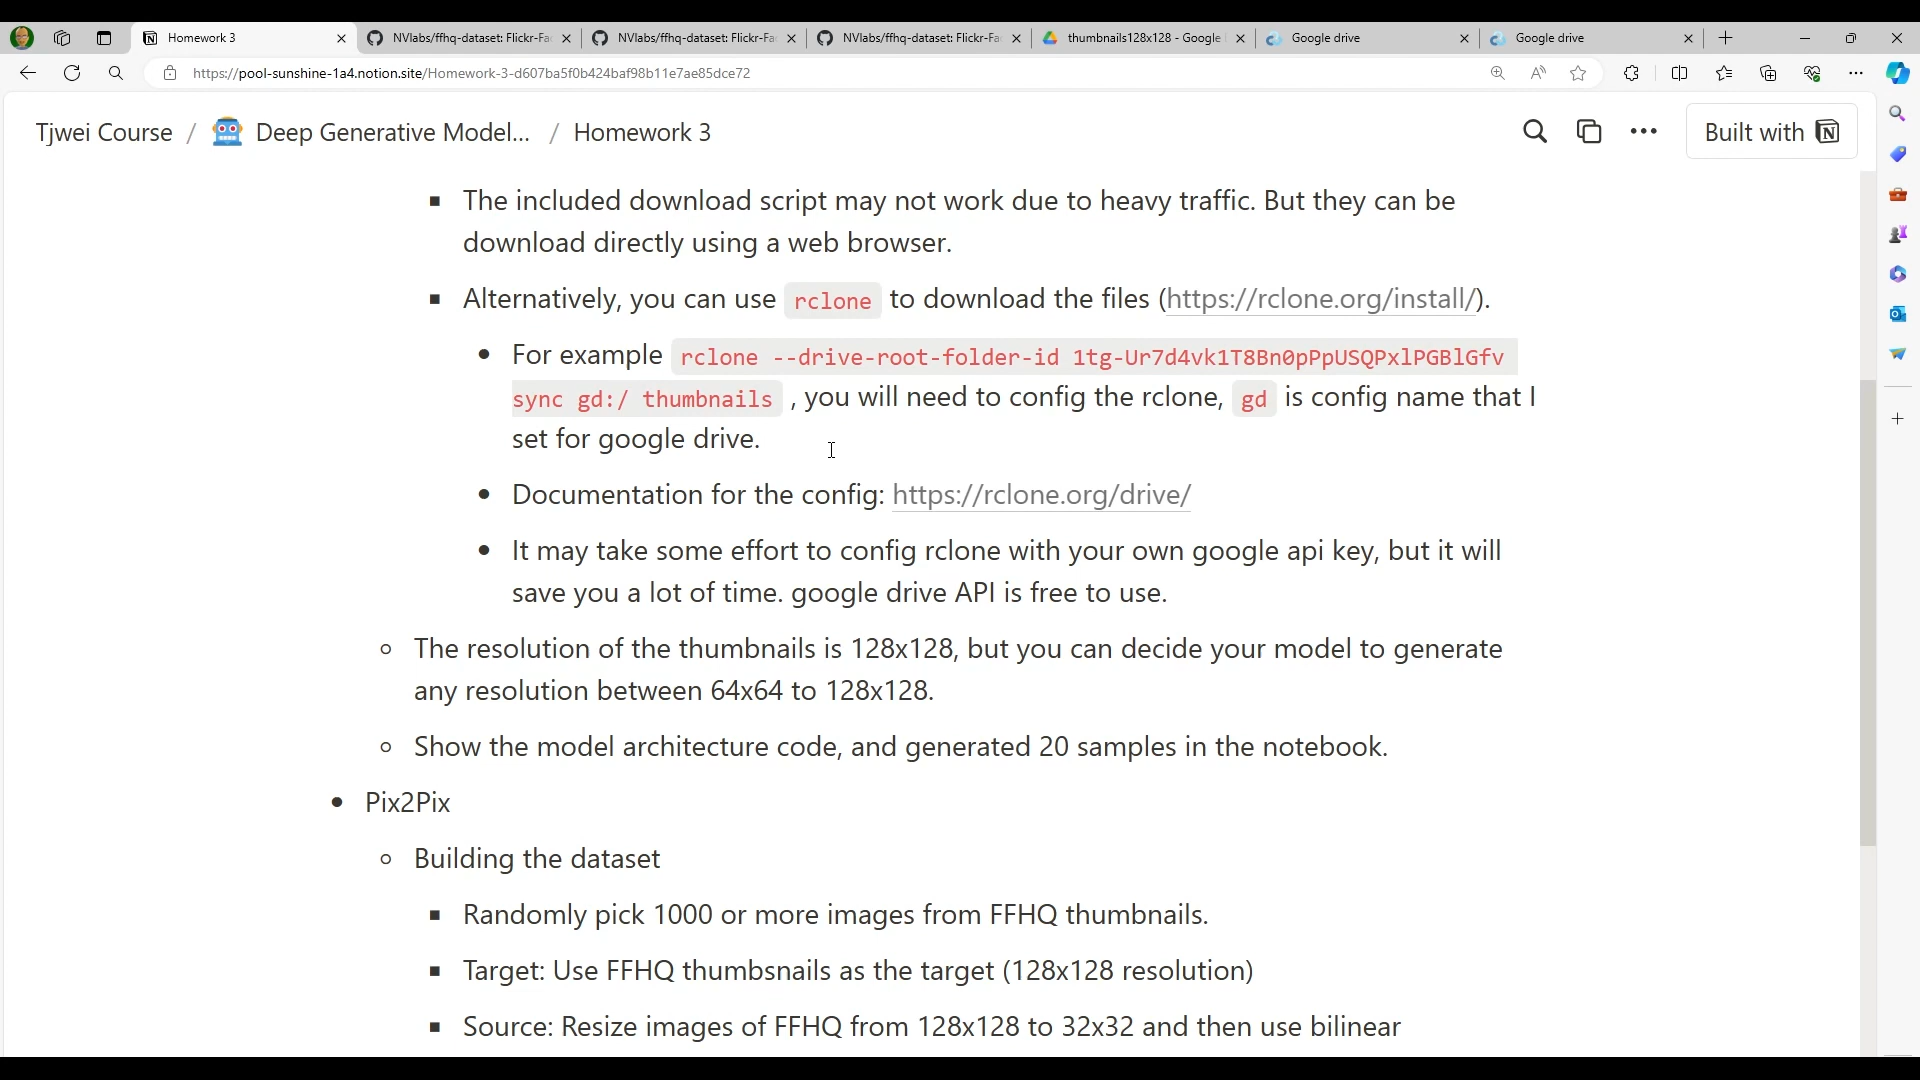 Homework 3
NVlabs/ffhq-dataset: Flickr-Fa
NVlabs/ffhq-dataset: Flickr-Fa
NVlabs/ffhq-dataset: Flickr-Fa
thumbnails128x128 - Google
Google drive
Google drive
https://pool-sunshine-1a4.notion.site/Homework-3-d607ba5f0b424baf98b11e7ae85dce72
Tjwei Course / Deep Generative Model... / Homework 3
Built with
The included download script may not work due to heavy traffic. But they can be
download directly using a web browser.
Alternatively, you can use rclone to download the files (https://rclone.org/install/).
For example rclone --drive-root-folder-id 1tg-Ur7d4vk1T8Bn0pPpUSQPxlPGBlGfv
sync gd:/ thumbnails , you will need to config the rclone, gd is config name that I
set for google drive.
Documentation for the config: https://rclone.org/drive/
It may take some effort to config rclone with your own google api key, but it will
save you a lot of time. google drive API is free to use.
The resolution of the thumbnails is 128x128, but you can decide your model to generate
any resolution between 64x64 to 128x128.
Show the model architecture code, and generated 20 samples in the notebook.
Pix2Pix
Building the dataset
Randomly pick 1000 or more images from FFHQ thumbnails.
Target: Use FFHQ thumbsnails as the target (128x128 resolution)
Source: Resize images of FFHQ from 128x128 to 32x32 and then use bilinear